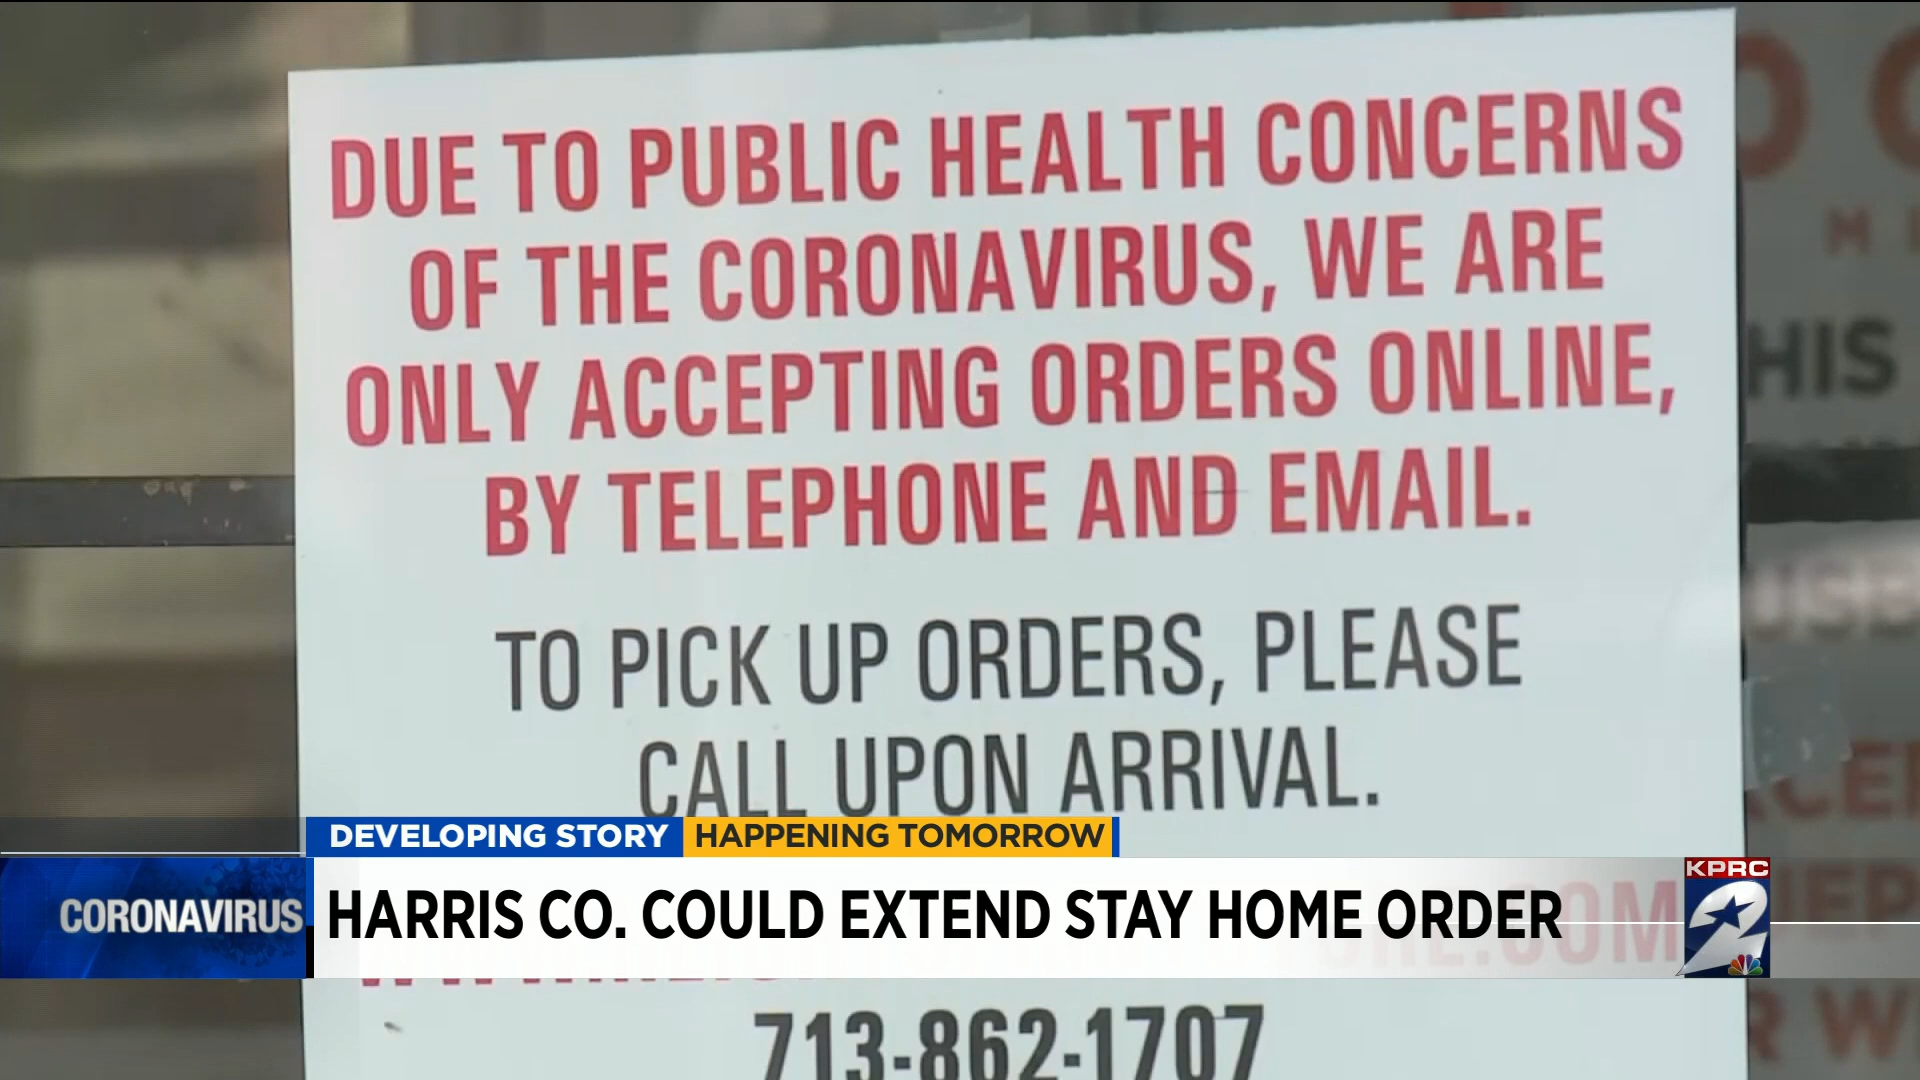 DUE TO PUBLIC HEALTH CONCERNS
OF THE CORONAVIRUS, WE ARE
ONLY ACCEPTING ORDERS ONLINE,
BY TELEPHONE AND EMAIL.
TO PICK UP ORDERS, PLEASE
CALL UPON ARRIVAL.
DEVELOPING STORY HAPPENING TOMORROW
CORONAVIRUS HARRIS CO. COULD EXTEND STAY HOME ORDER
KPRC
2
713-862-1707